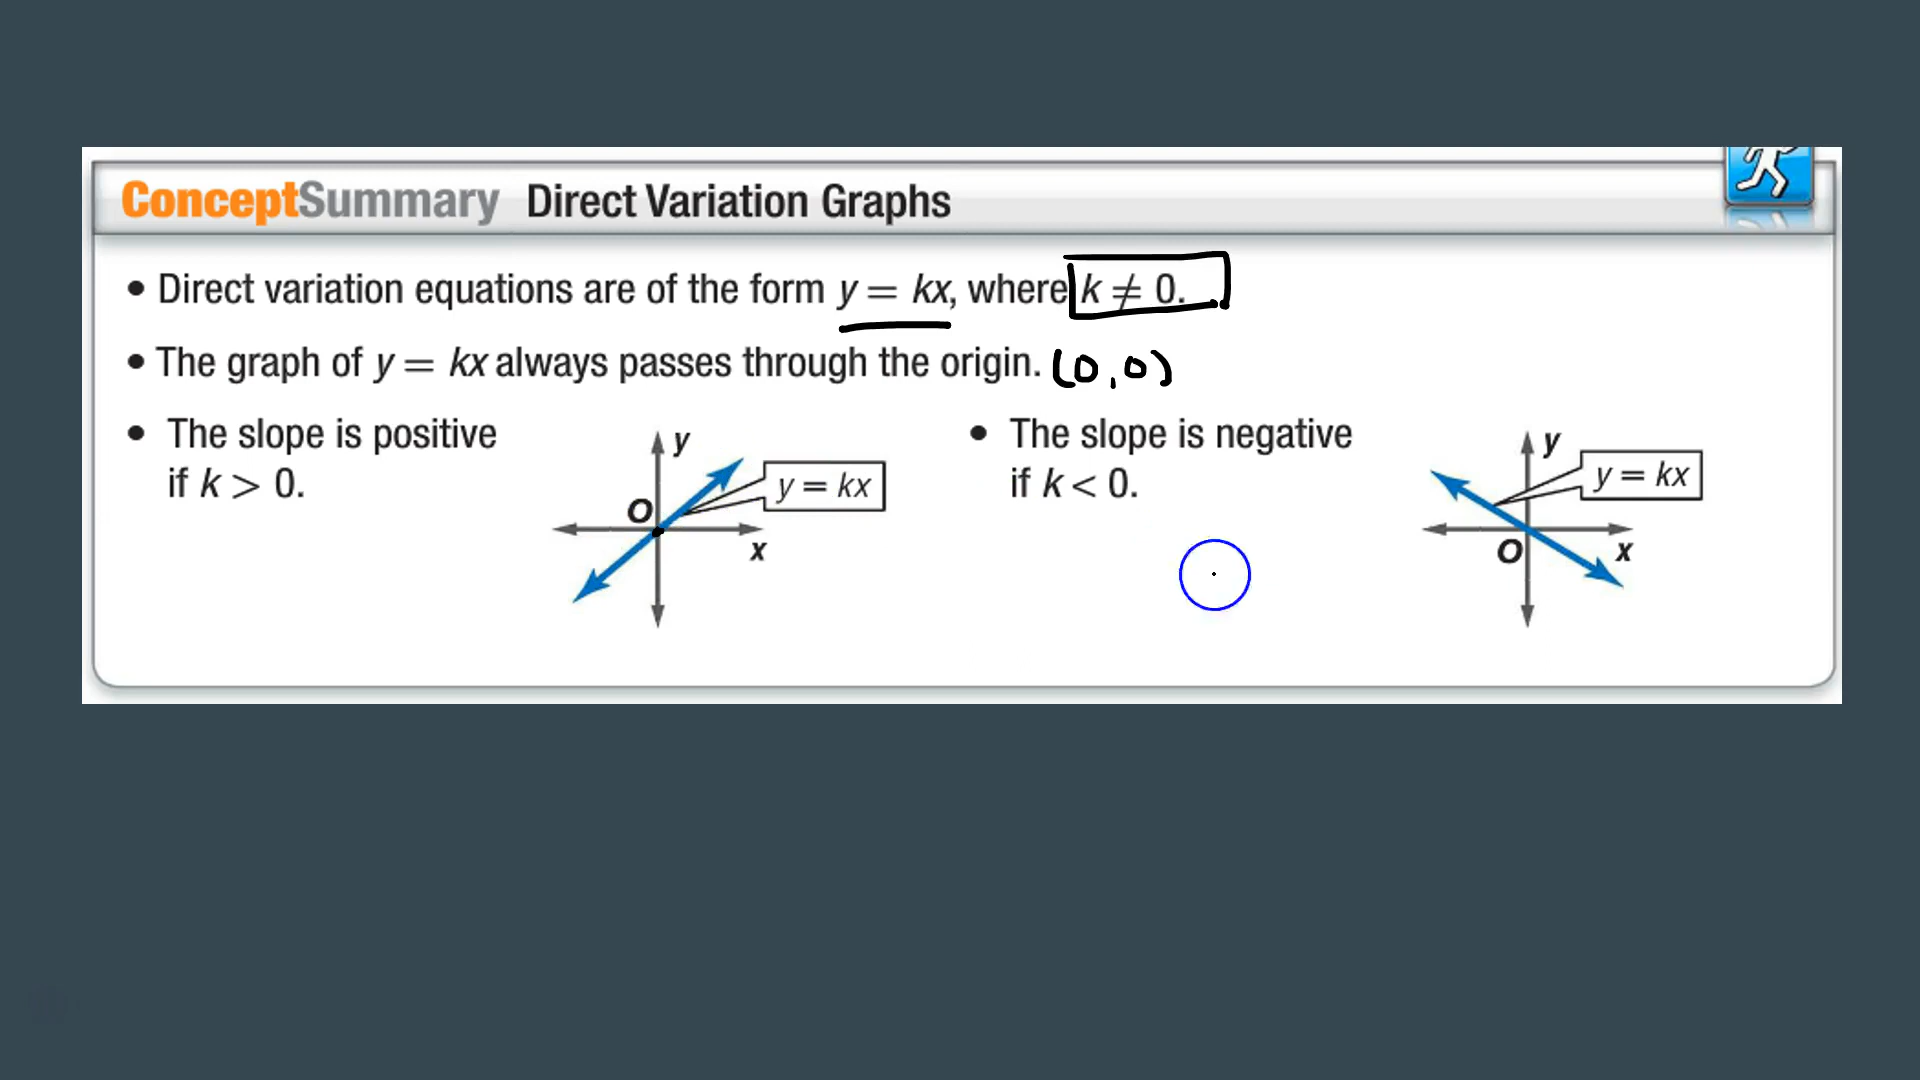 ConceptSummary Direct Variation Graphs
• Direct variation equations are of the form y = kx, where k ≠ 0.
• The graph of y = kx always passes through the origin. (0,0)
• The slope is positive
if k > 0.
y
y = kx
O
x
• The slope is negative
if k < 0.
y
y = kx
O
x